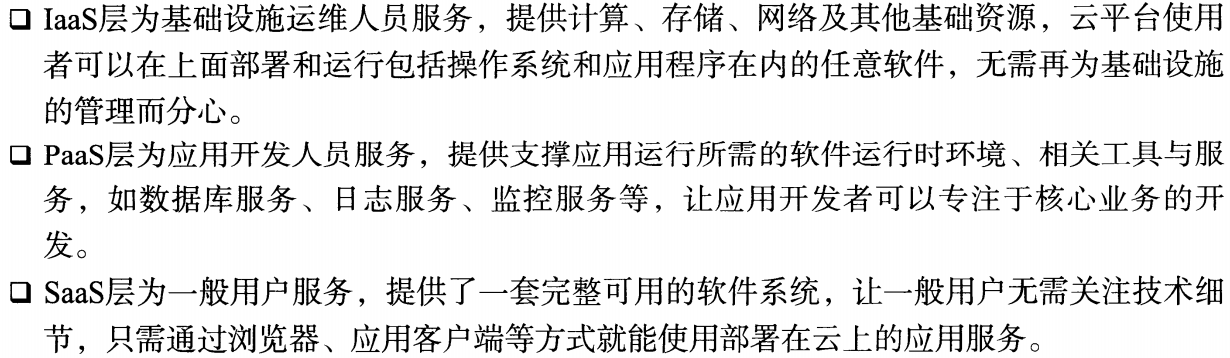 ❑ IaaS层为基础设施运维人员服务，提供计算、存储、网络及其他基础资源，云平台使用
者可以在上面部署和运行包括操作系统和应用程序在内的任意软件，无需再为基础设施
的管理而分心。
❑ PaaS层为应用开发人员服务，提供支撑应用运行所需的软件运行时环境、相关工具与服
务，如数据库服务、日志服务、监控服务等，让应用开发者可以专注于核心业务的开
发。
❑ SaaS层为一般用户服务，提供了一套完整可用的软件系统，让一般用户无需关注技术细
节，只需通过浏览器、应用客户端等方式就能使用部署在云上的应用服务。